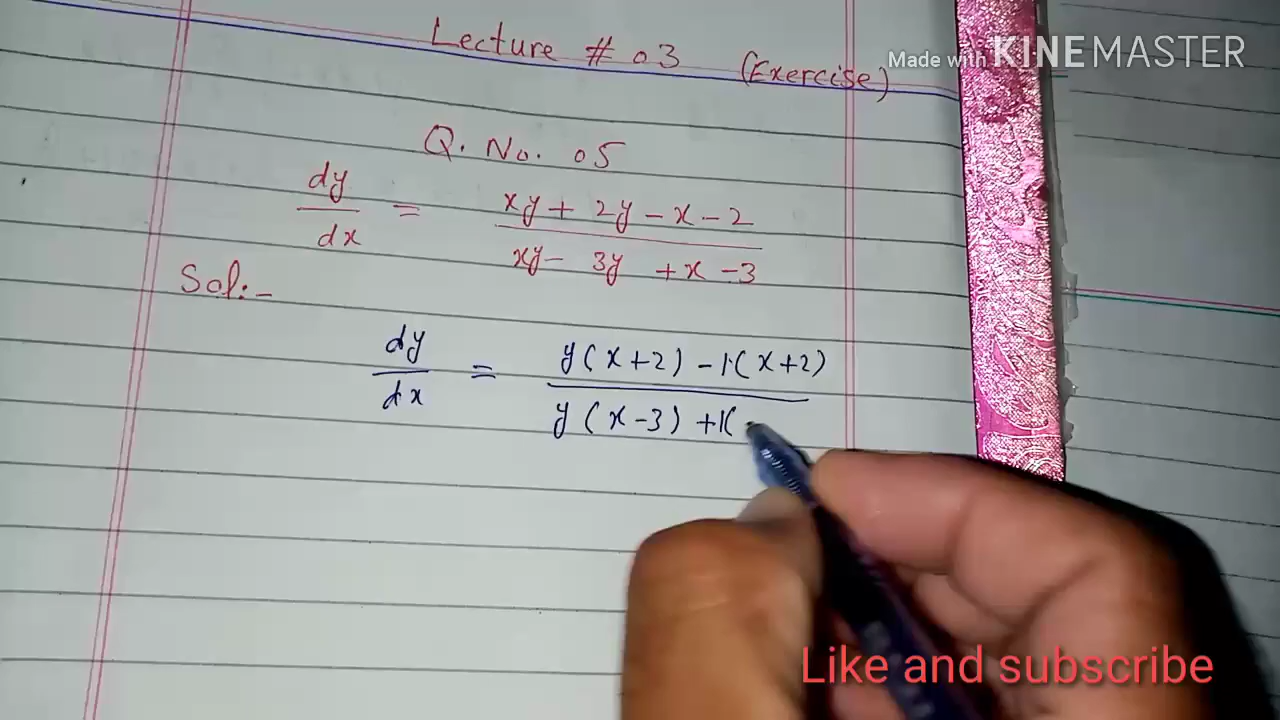 Lecture # 03 (Exercise)
Made with KINEMASTER
Q. No. 05
dy/dx = xy + 2y - x - 2 / xy - 3y + x - 3
Sol:-
dy/dx = y(x+2) - 1(x+2) / y(x-3) + 1(
Like and subscribe